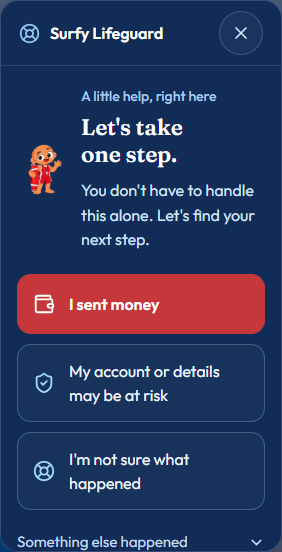 Surfy Lifeguard
A little help, right here
Let's take
one step.
You don't have to handle
this alone. Let's find your
next step.
I sent money
My account or details
may be at risk
I'm not sure what
happened
Something else happened